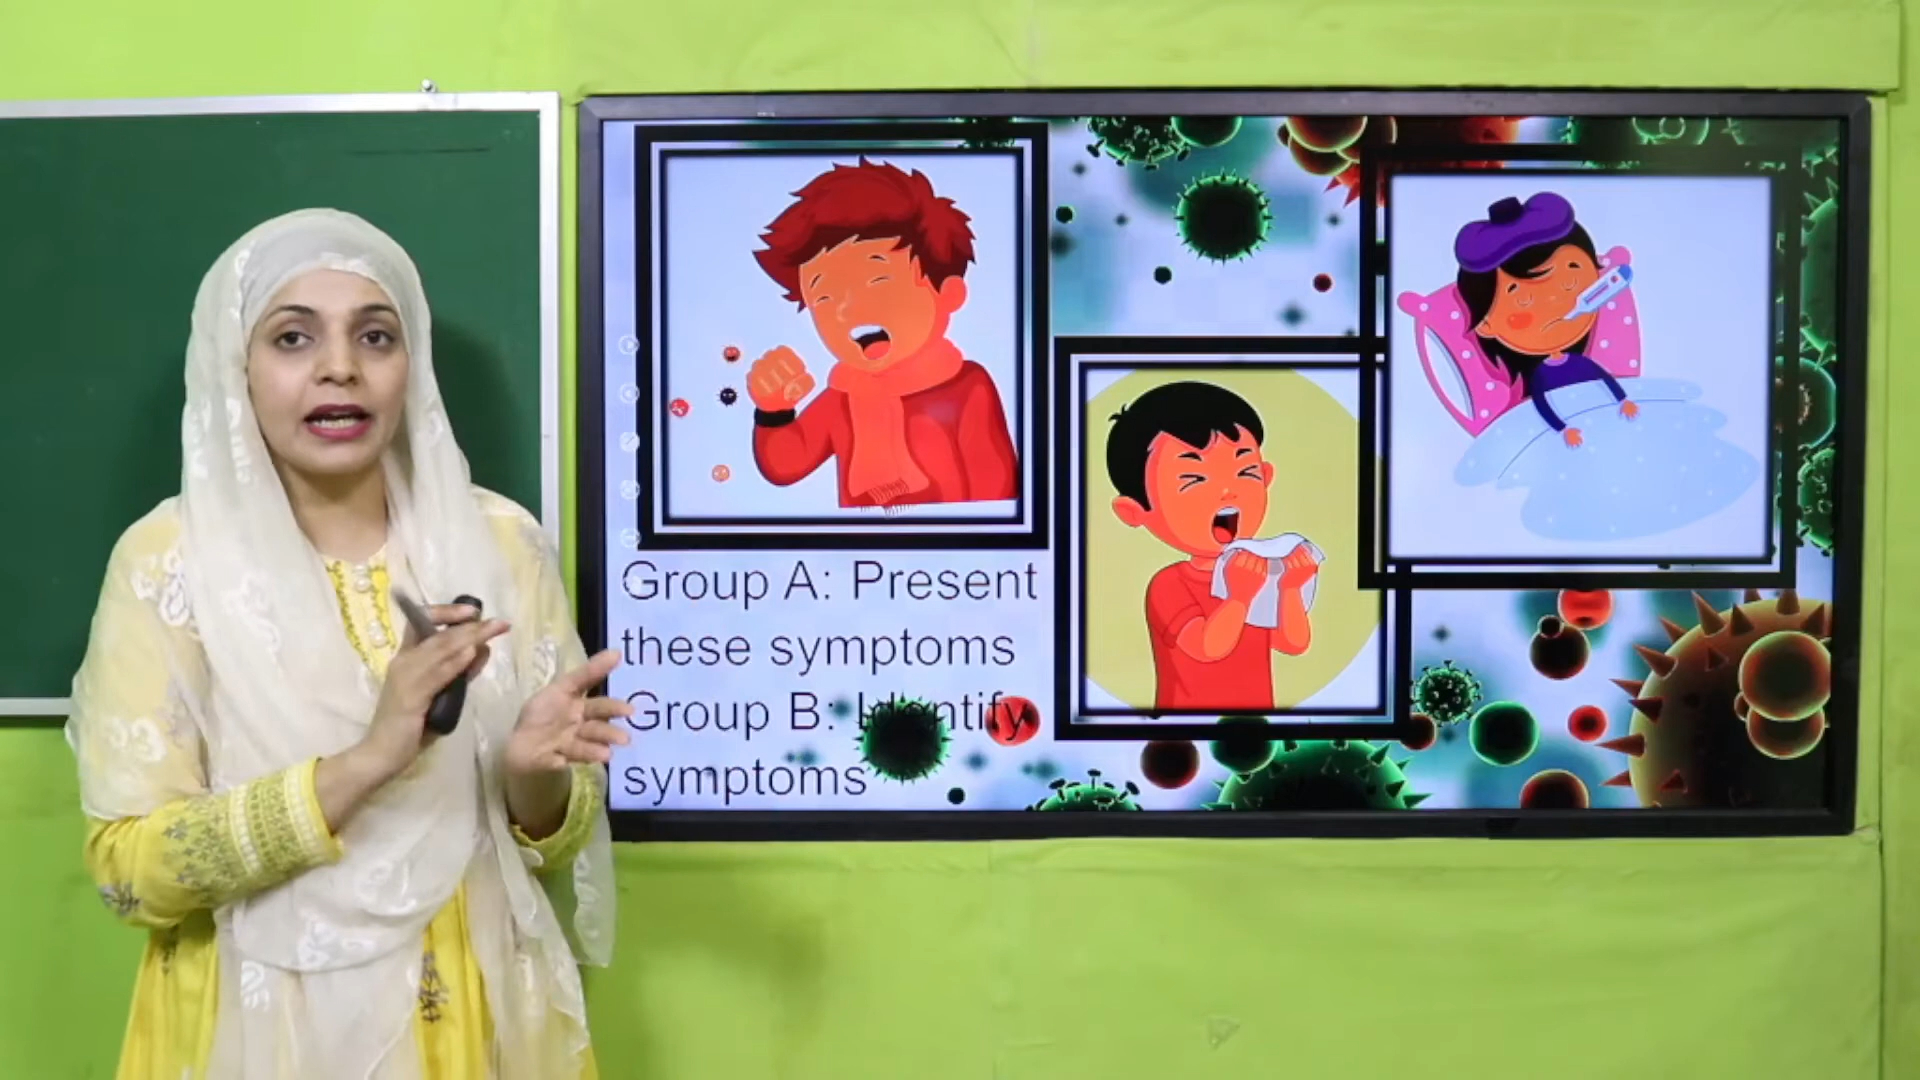 Group A: Present
these symptoms
Group B: Identify
symptoms